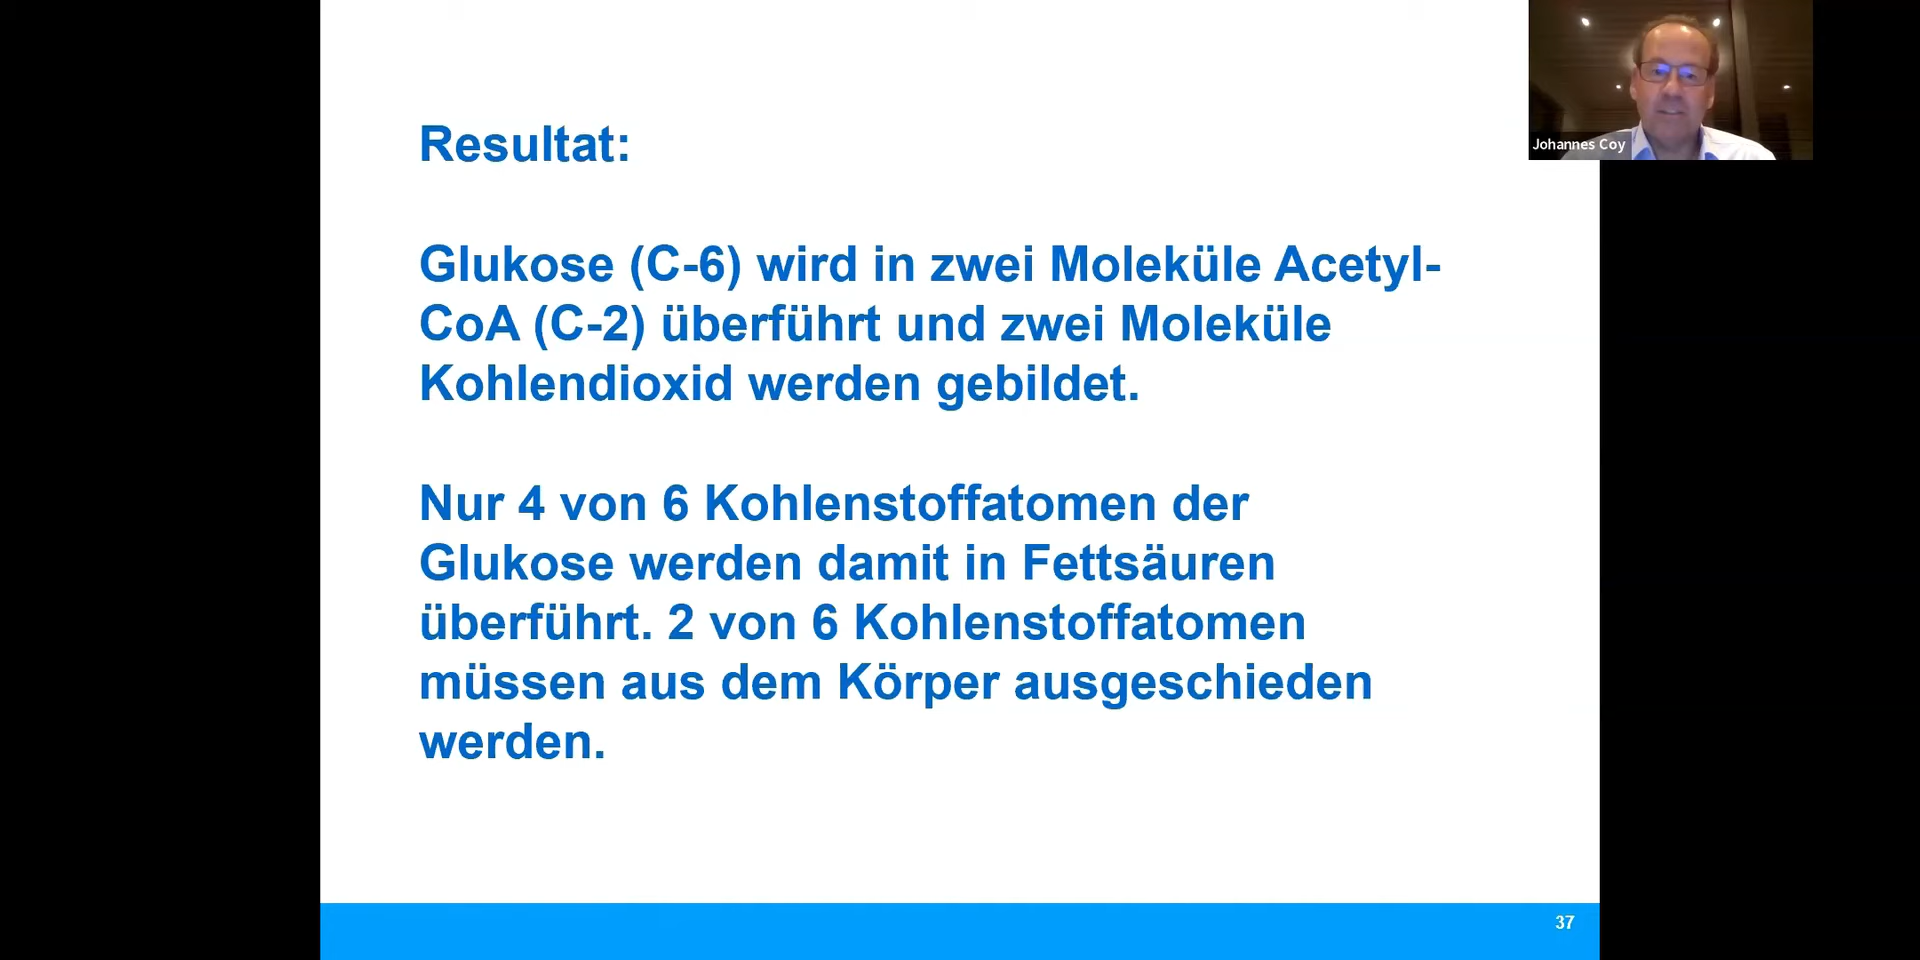 Resultat:
Glukose (C-6) wird in zwei Moleküle Acetyl-
CoA (C-2) überführt und zwei Moleküle
Kohlendioxid werden gebildet.
Nur 4 von 6 Kohlenstoffatomen der
Glukose werden damit in Fettsäuren
überführt. 2 von 6 Kohlenstoffatomen
müssen aus dem Körper ausgeschieden
werden.
Johannes Coy
37